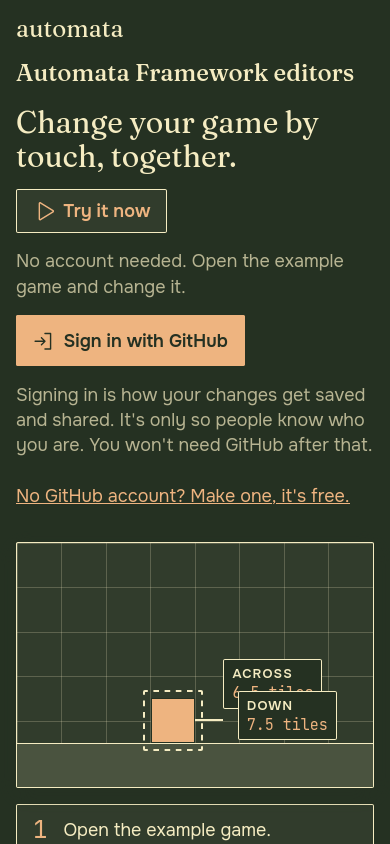 automata
Automata Framework editors
Change your game by
touch, together.
Try it now
No account needed. Open the example
game and change it.
Sign in with GitHub
Signing in is how your changes get saved
and shared. It's only so people know who
you are. You won't need GitHub after that.
No GitHub account? Make one, it's free.
ACROSS
6.5 tiles
DOWN
7.5 tiles
1 Open the example game.